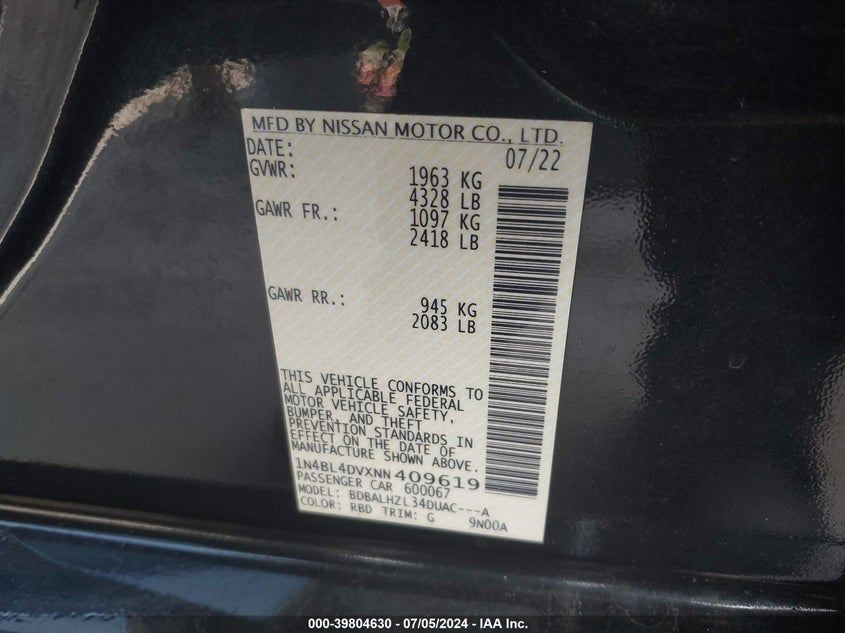 MFD BY NISSAN MOTOR CO., LTD.
DATE: 07/22
GVWR: 1963 KG
4328 LB
GAWR FR.: 1097 KG
2418 LB
GAWR RR.: 945 KG
2083 LB
THIS VEHICLE CONFORMS TO
ALL APPLICABLE FEDERAL
MOTOR VEHICLE SAFETY,
BUMPER, AND THEFT
PREVENTION STANDARDS IN
EFFECT ON THE DATE OF
MANUFACTURE SHOWN ABOVE.
1N4BL4DVXNN409619
PASSENGER CAR 600067
MODEL: BDBALHZL34DUAC---A
COLOR: RBD TRIM: G 9N00A
000-39804630 - 07/05/2024 - IAA Inc.